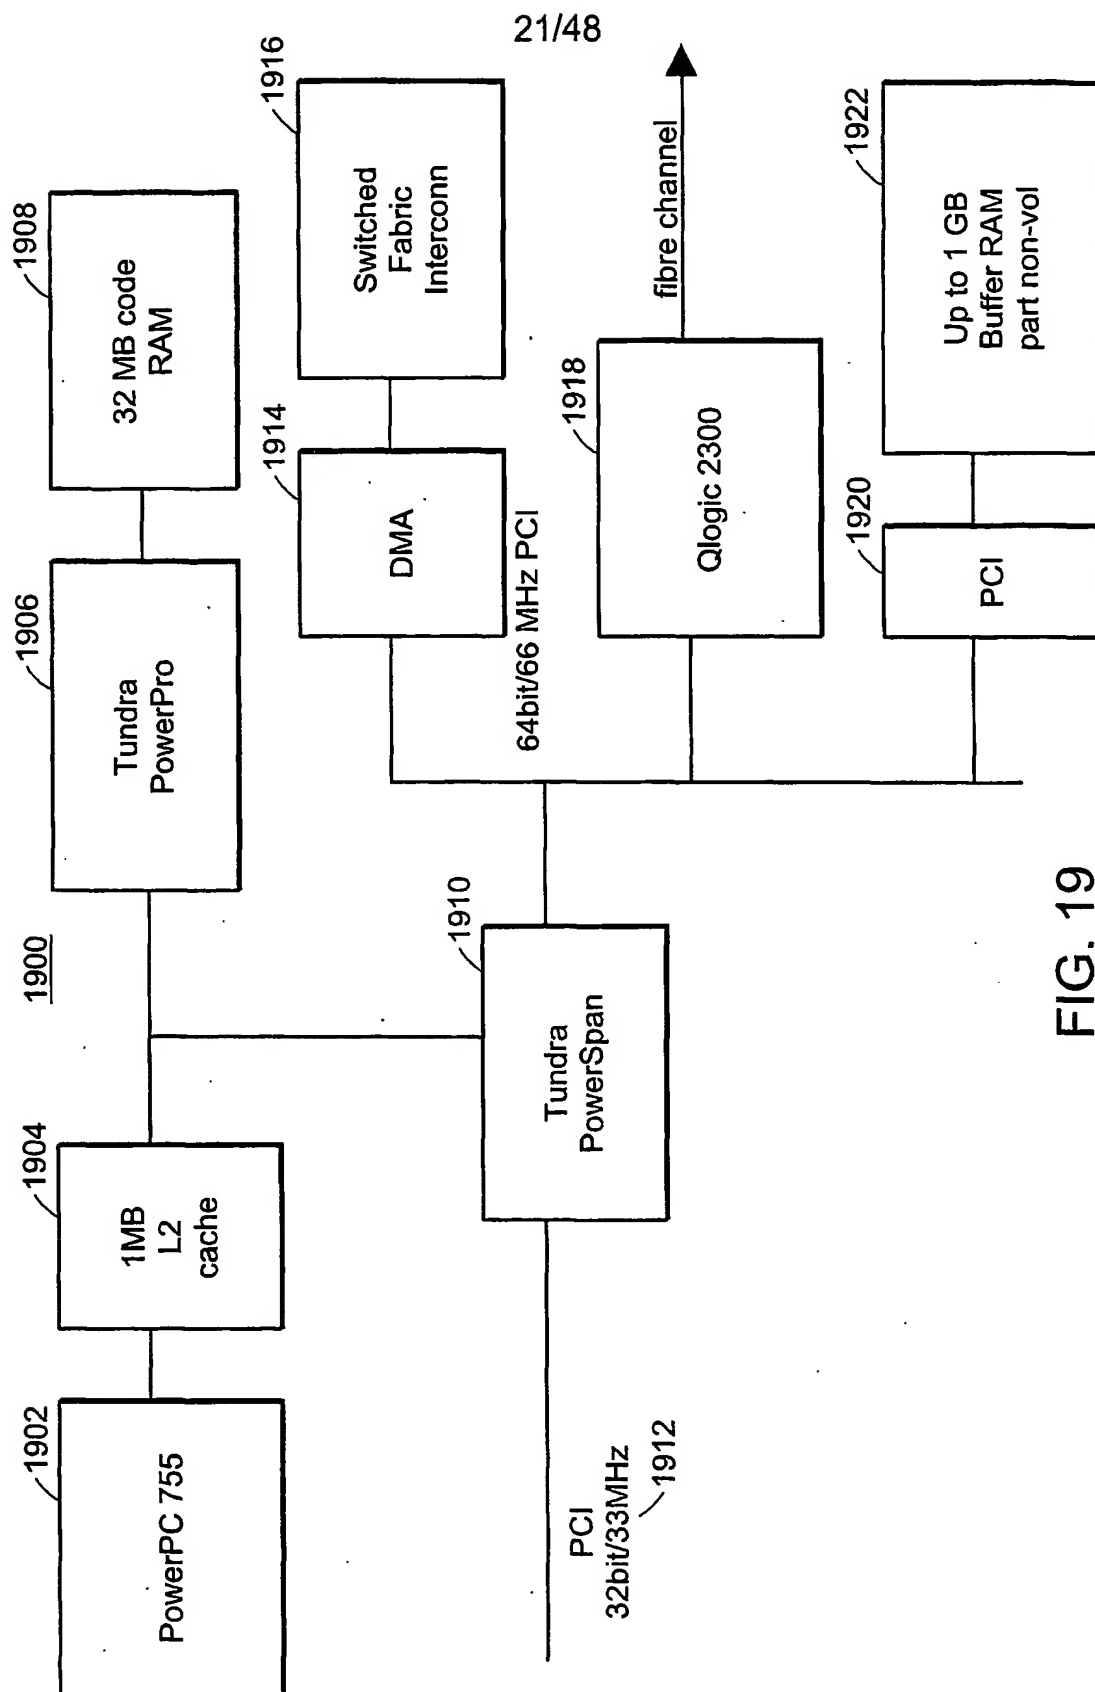 21/48
1900
1902
PowerPC 755
1904
1MB
L2
cache
1906
Tundra
PowerPro
1908
32 MB code
RAM
1910
Tundra
PowerSpan
PCI
32bit/33MHz
1912
64bit/66 MHz PCI
1914
DMA
1916
Switched
Fabric
Interconn
1918
Qlogic 2300
fibre channel
1920
PCI
1922
Up to 1 GB
Buffer RAM
part non-vol
FIG. 19